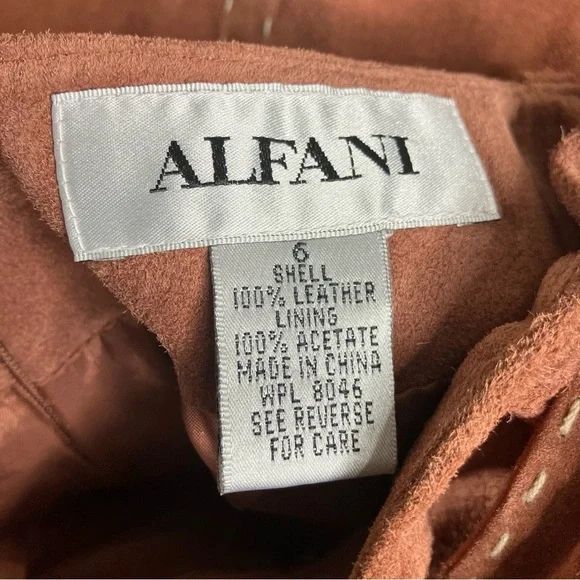 ALFANI
6
SHELL
100% LEATHER
LINING
100% ACETATE
MADE IN CHINA
WPL 8046
SEE REVERSE
FOR CARE